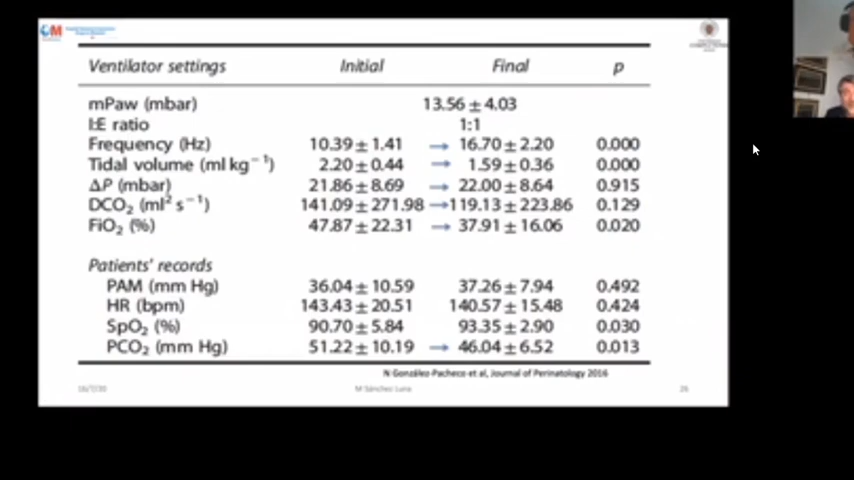 Ventilator settings Initial Final p
mPaw (mbar) 13.56 ± 4.03
I:E ratio 1:1
Frequency (Hz) 10.39 ± 1.41 → 16.70 ± 2.20 0.000
Tidal volume (ml kg⁻¹) 2.20 ± 0.44 → 1.59 ± 0.36 0.000
ΔP (mbar) 21.86 ± 8.69 → 22.00 ± 8.64 0.915
DCO₂ (ml² s⁻¹) 141.09 ± 271.98 → 119.13 ± 223.86 0.129
FiO₂ (%) 47.87 ± 22.31 → 37.91 ± 16.06 0.020
Patients' records
PAM (mm Hg) 36.04 ± 10.59 37.26 ± 7.94 0.492
HR (bpm) 143.43 ± 20.51 140.57 ± 15.48 0.424
SpO₂ (%) 90.70 ± 5.84 93.35 ± 2.90 0.030
PCO₂ (mm Hg) 51.22 ± 10.19 → 46.04 ± 6.52 0.013
N González-Pacheco et al, Journal of Perinatology 2016
M Sánchez Luna
26